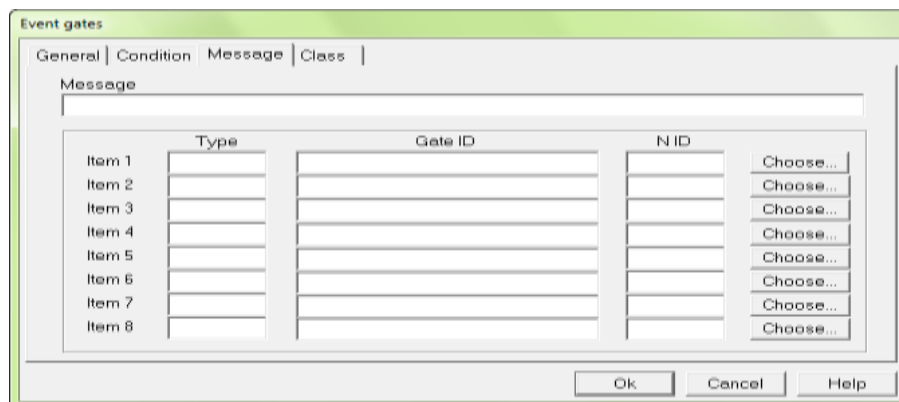 Event gates
General Condition Message Class
Message
Type Gate ID N ID
Item 1 Choose...
Item 2 Choose...
Item 3 Choose...
Item 4 Choose...
Item 5 Choose...
Item 6 Choose...
Item 7 Choose...
Item 8 Choose...
Ok Cancel Help